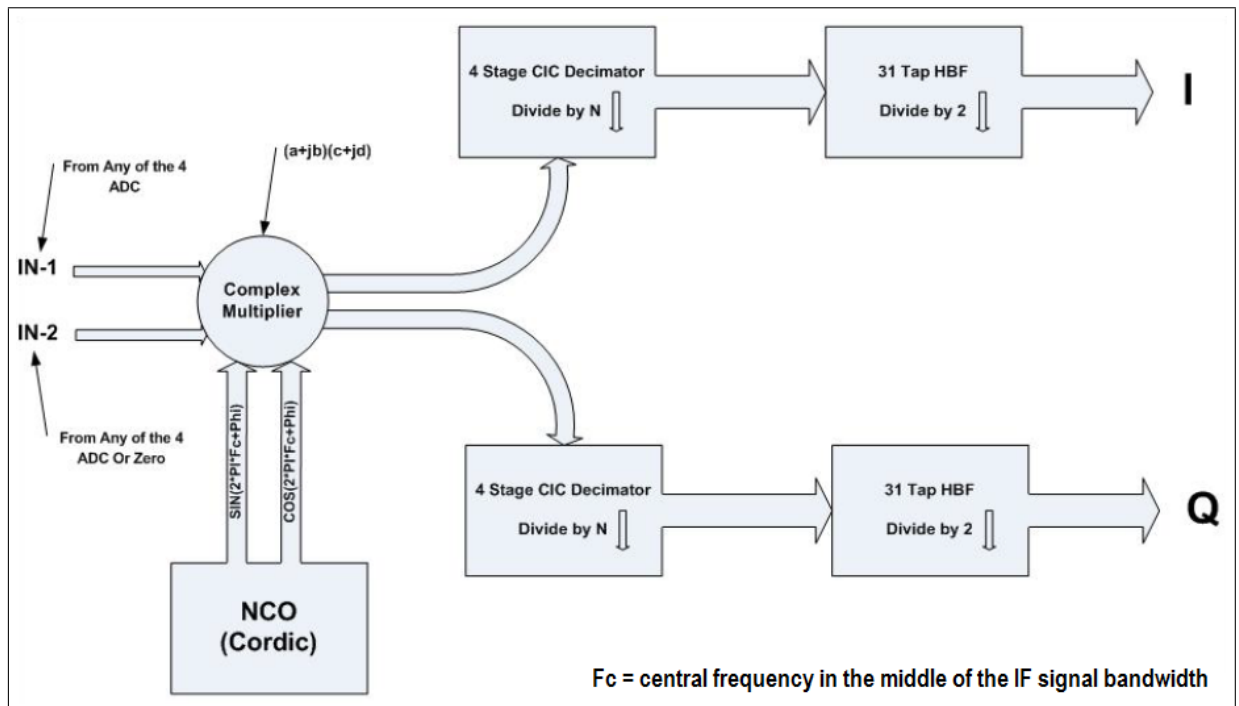 4 Stage CIC Decimator
Divide by N
31 Tap HBF
Divide by 2
I
(a+jb)(c+jd)
From Any of the 4
ADC
IN-1
Complex
Multiplier
IN-2
From Any of the 4
ADC Or Zero
SIN(2*PI*Fc+Phi)
COS(2*PI*Fc+Phi)
4 Stage CIC Decimator
Divide by N
31 Tap HBF
Divide by 2
Q
NCO
(Cordic)
Fc = central frequency in the middle of the IF signal bandwidth